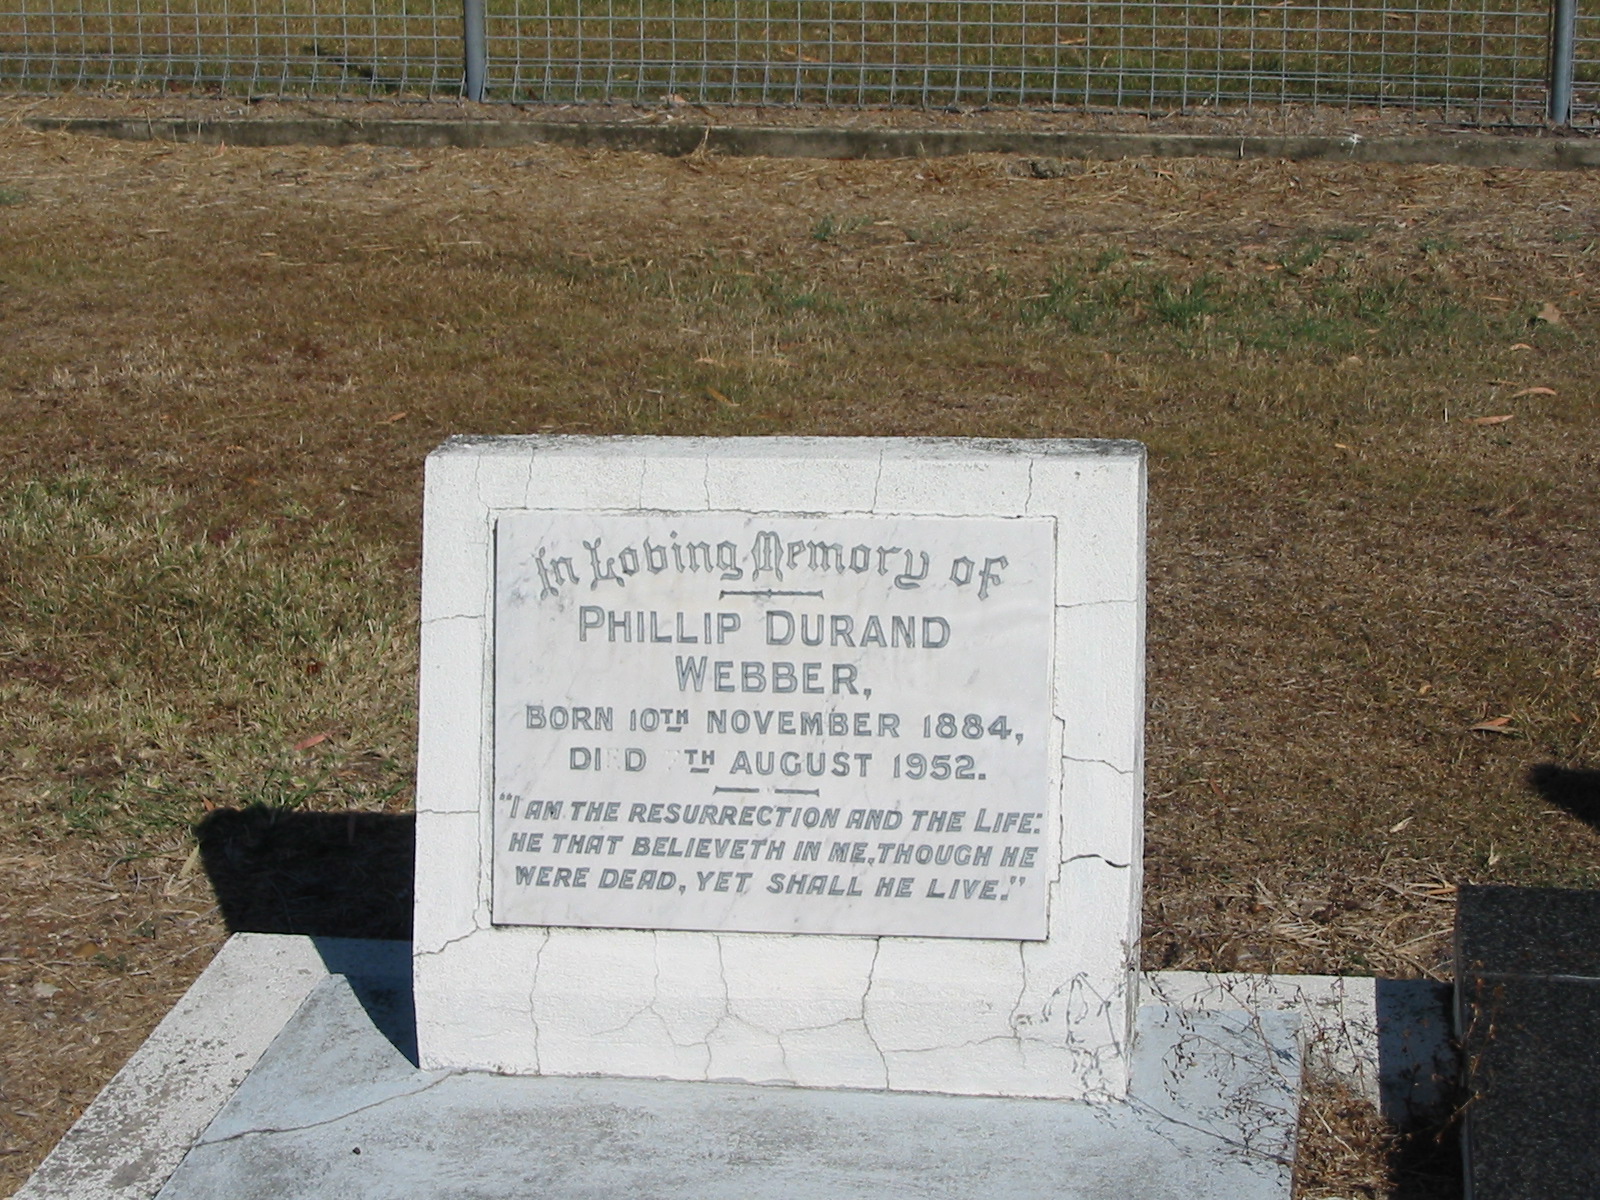 In Loving Memory of
PHILLIP DURAND
WEBBER,
BORN 10TH NOVEMBER 1884,
DIED TH AUGUST 1952.
"I AM THE RESURRECTION AND THE LIFE:
HE THAT BELIEVETH IN ME, THOUGH HE
WERE DEAD, YET SHALL HE LIVE."